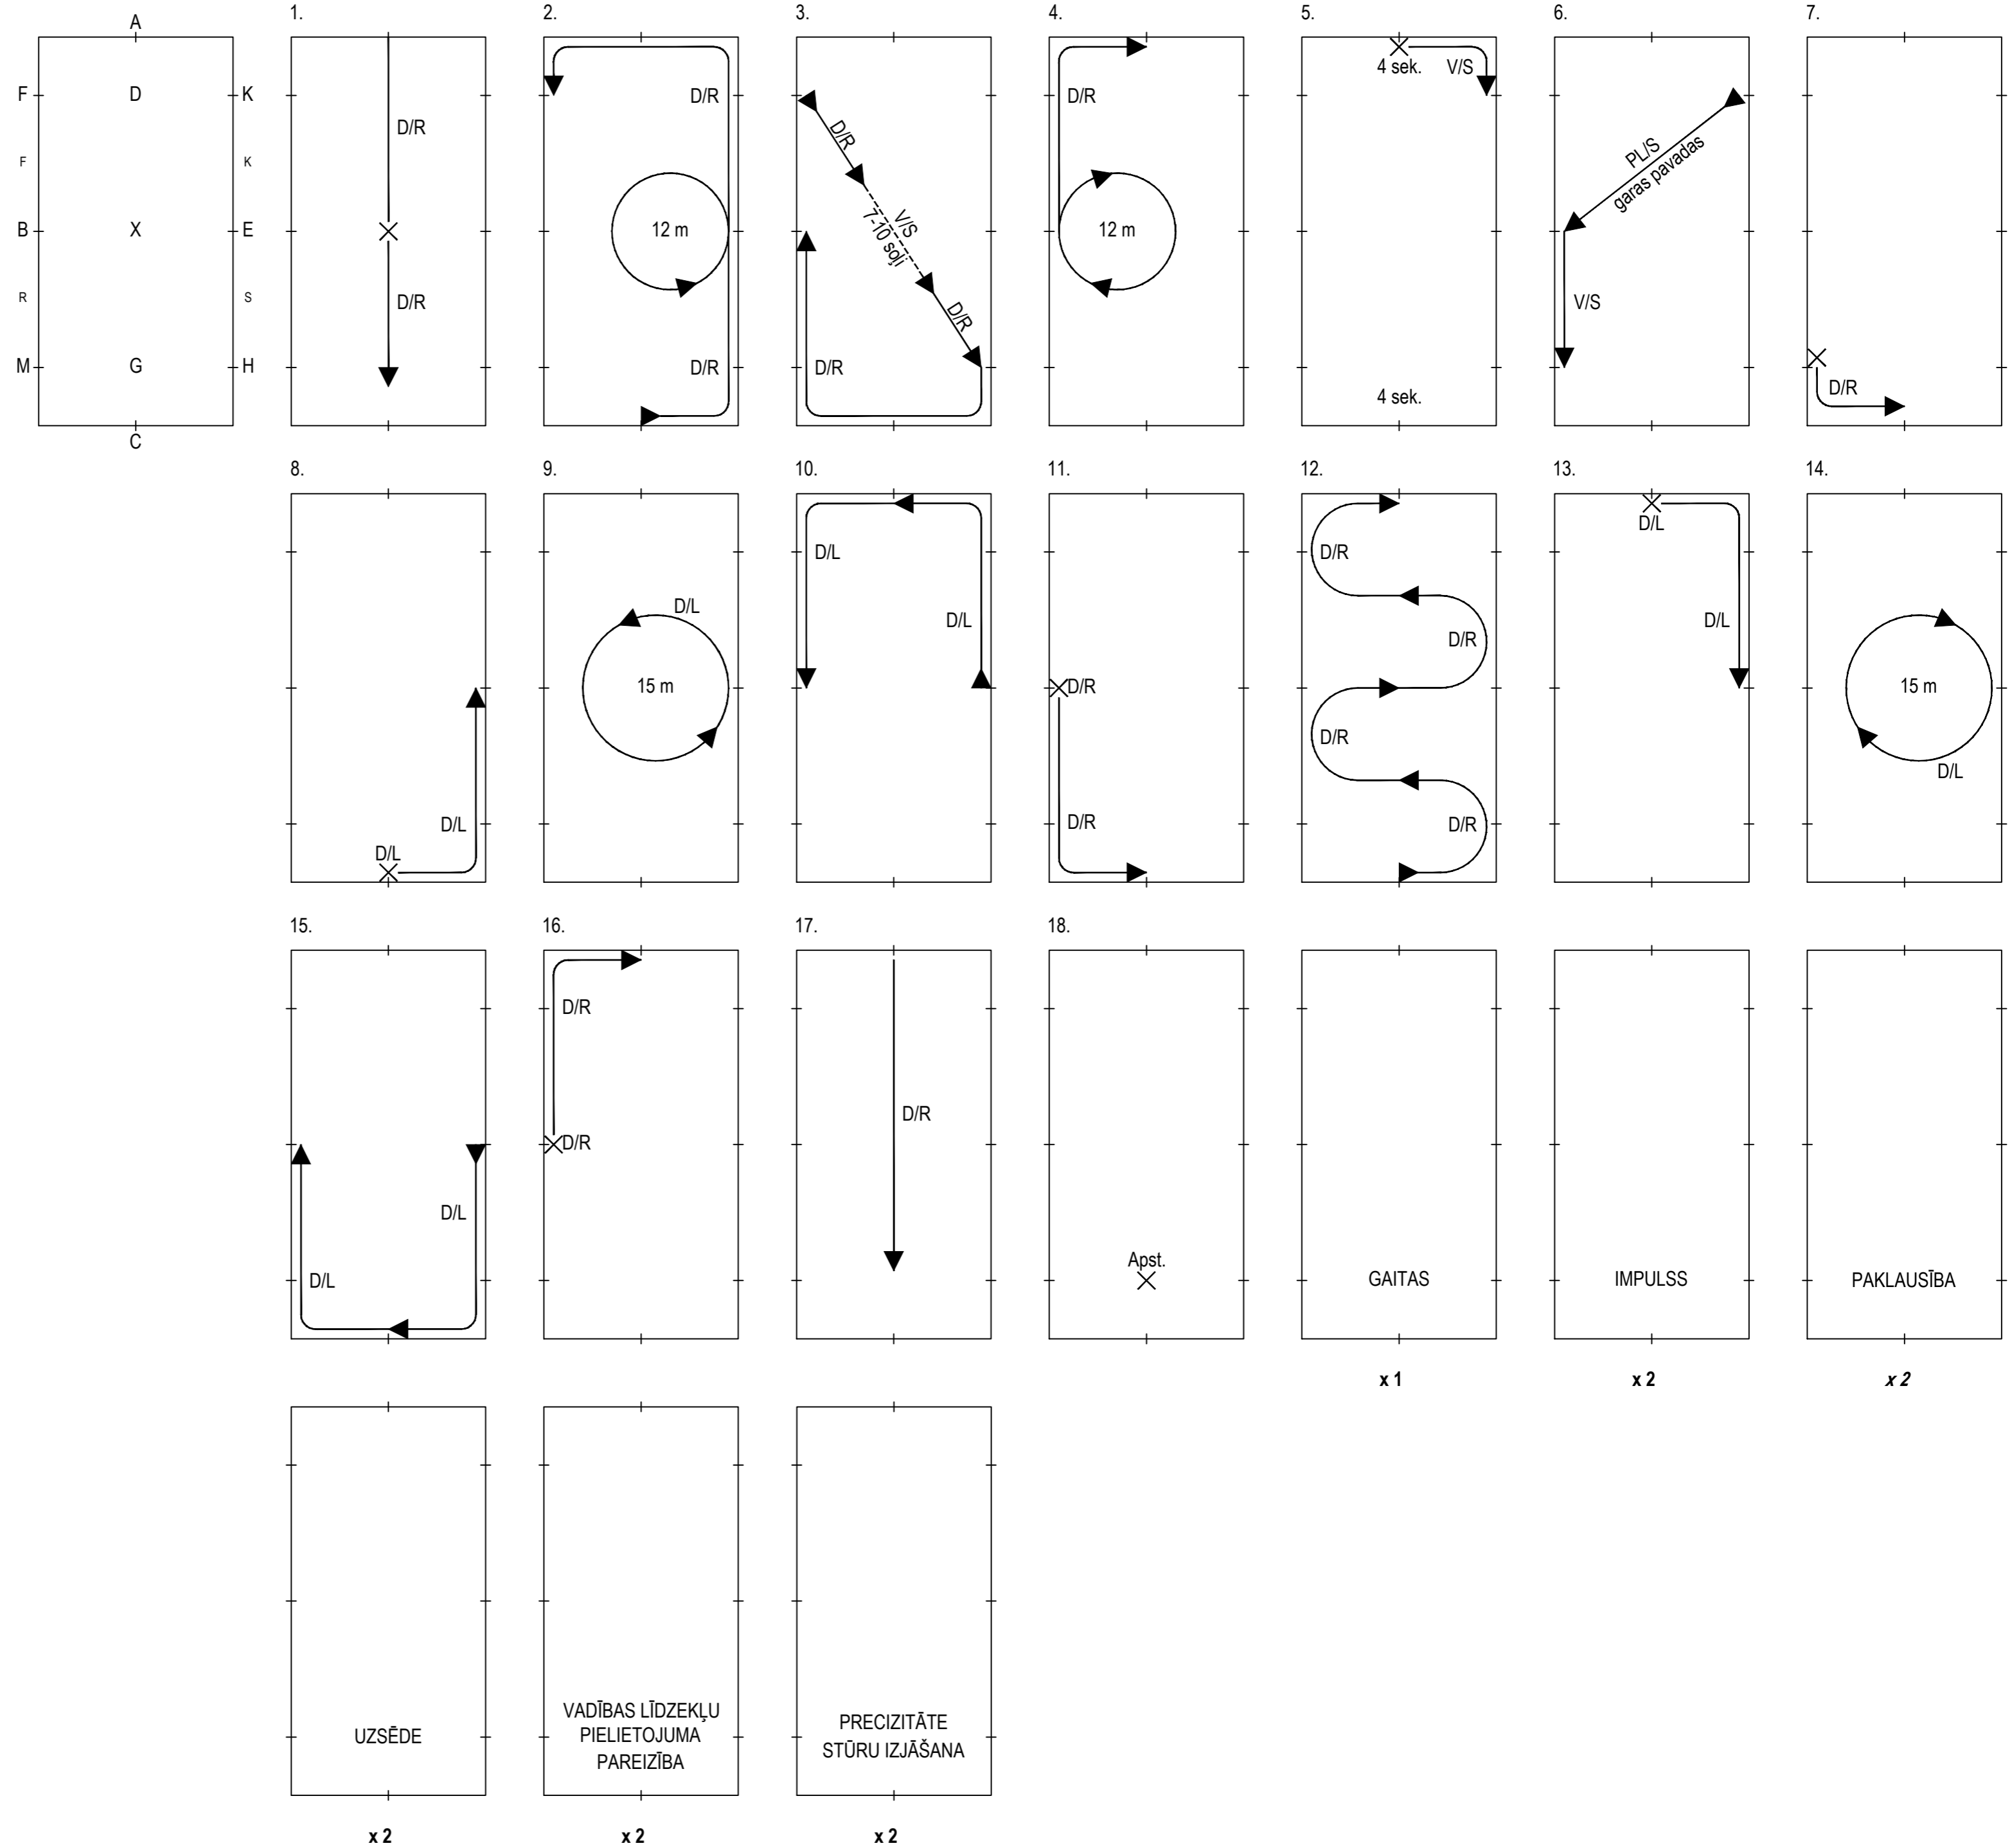 1.
2.
3.
4.
5.
6.
7.
A
F
D
K
F
K
B
X
E
R
S
M
G
H
C
D/R
D/R
D/R
12 m
D/R
D/R
V/S
7-10 soļi
D/R
D/R
D/R
12 m
4 sek.
V/S
4 sek.
PL/S
garas pavadas
V/S
D/R
8.
9.
10.
11.
12.
13.
14.
D/L
D/L
D/L
15 m
D/L
D/L
D/R
D/R
D/R
D/R
D/R
D/R
D/L
D/L
15 m
D/L
15.
16.
17.
18.
D/L
D/L
D/R
D/R
D/R
Apst.
GAITAS
IMPULSS
PAKLAUSĪBA
x 1
x 2
x 2
UZSĒDE
VADĪBAS LĪDZEKĻU
PIELIETOJUMA
PAREIZĪBA
PRECIZITĀTE
STŪRU IZJĀŠANA
x 2
x 2
x 2